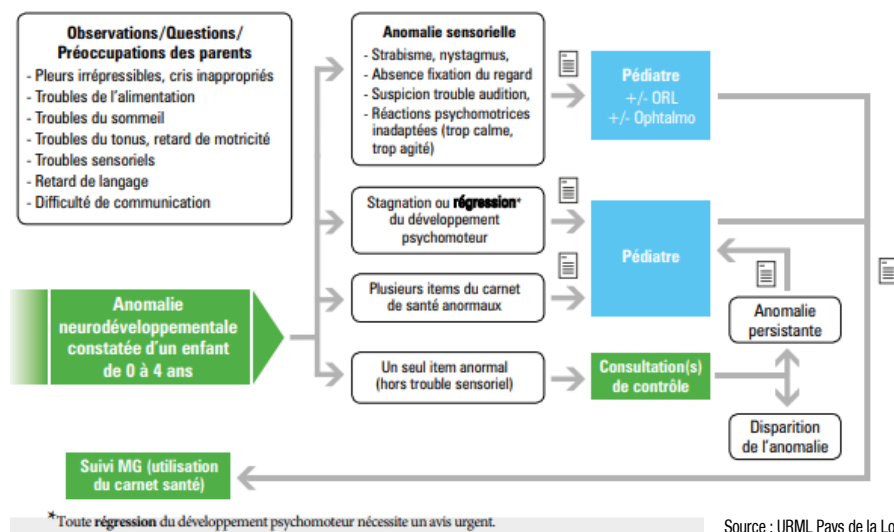 Observations/Questions/
Préoccupations des parents
- Pleurs irrépressibles, cris inappropriés
- Troubles de l'alimentation
- Troubles du sommeil
- Troubles du tonus, retard de motricité
- Troubles sensoriels
- Retard de langage
- Difficulté de communication
Anomalie sensorielle
- Strabisme, nystagmus,
- Absence fixation du regard
- Suspicion trouble audition,
- Réactions psychomotrices
inadaptées (trop calme,
trop agité)
Pédiatre
+/- ORL
+/- Ophtalmo
Stagnation ou régression*
du développement
psychomoteur
Pédiatre
Plusieurs items du carnet
de santé anormaux
Anomalie
neurodéveloppementale
constatée d'un enfant
de 0 à 4 ans
Anomalie
persistante
Un seul item anormal
(hors trouble sensoriel)
Consultation(s)
de contrôle
Disparition
de l'anomalie
Suivi MG (utilisation
du carnet santé)
*Toute régression du développement psychomoteur nécessite un avis urgent.
Source : URML Pays de la Lo